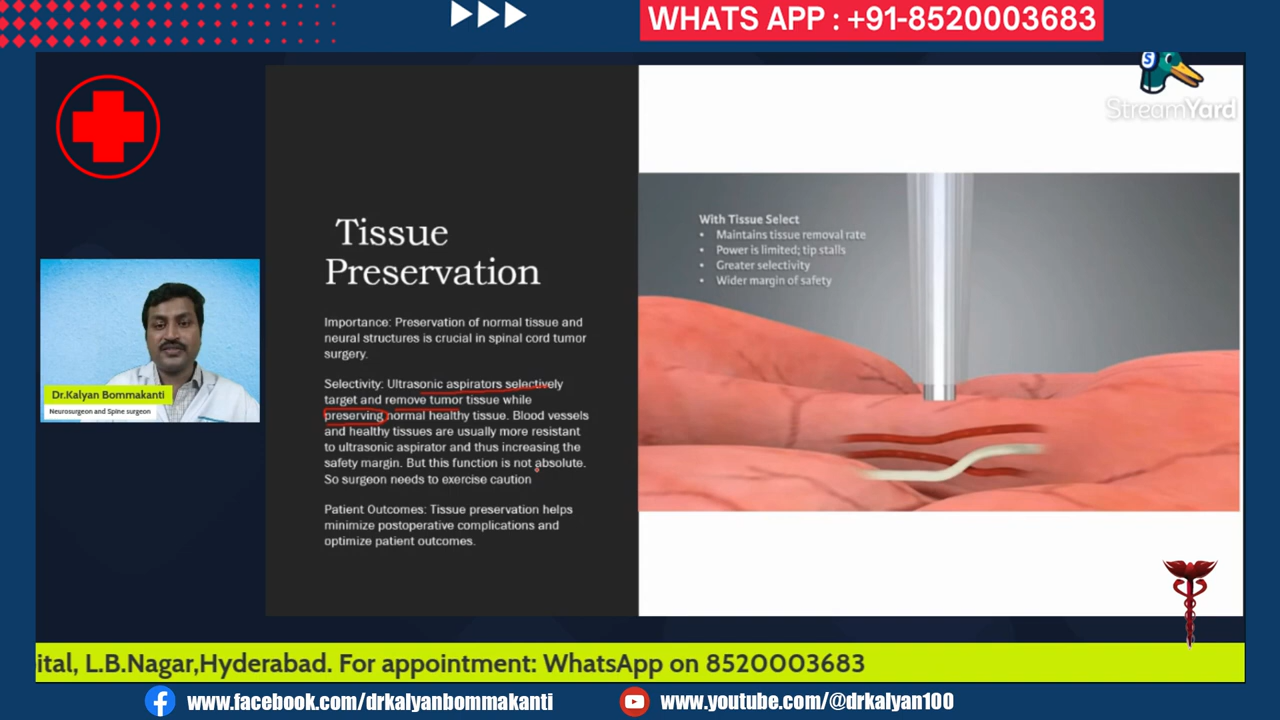 WHATS APP : +91-8520003683
S
StreamYard
Tissue
Preservation
Importance: Preservation of normal tissue and
neural structures is crucial in spinal cord tumor
surgery.
Selectivity: Ultrasonic aspirators selectively
target and remove tumor tissue while
preserving normal healthy tissue. Blood vessels
and healthy tissues are usually more resistant
to ultrasonic aspirator and thus increasing the
safety margin. But this function is not absolute.
So surgeon needs to exercise caution
Patient Outcomes: Tissue preservation helps
minimize postoperative complications and
optimize patient outcomes.
With Tissue Select
• Maintains tissue removal rate
• Power is limited; tip stalls
• Greater selectivity
• Wider margin of safety
Dr.Kalyan Bommakanti
Neurosurgeon and Spine surgeon
ital, L.B.Nagar,Hyderabad. For appointment: WhatsApp on 8520003683
www.facebook.com/drkalyanbommakanti
www.youtube.com/@drkalyan100